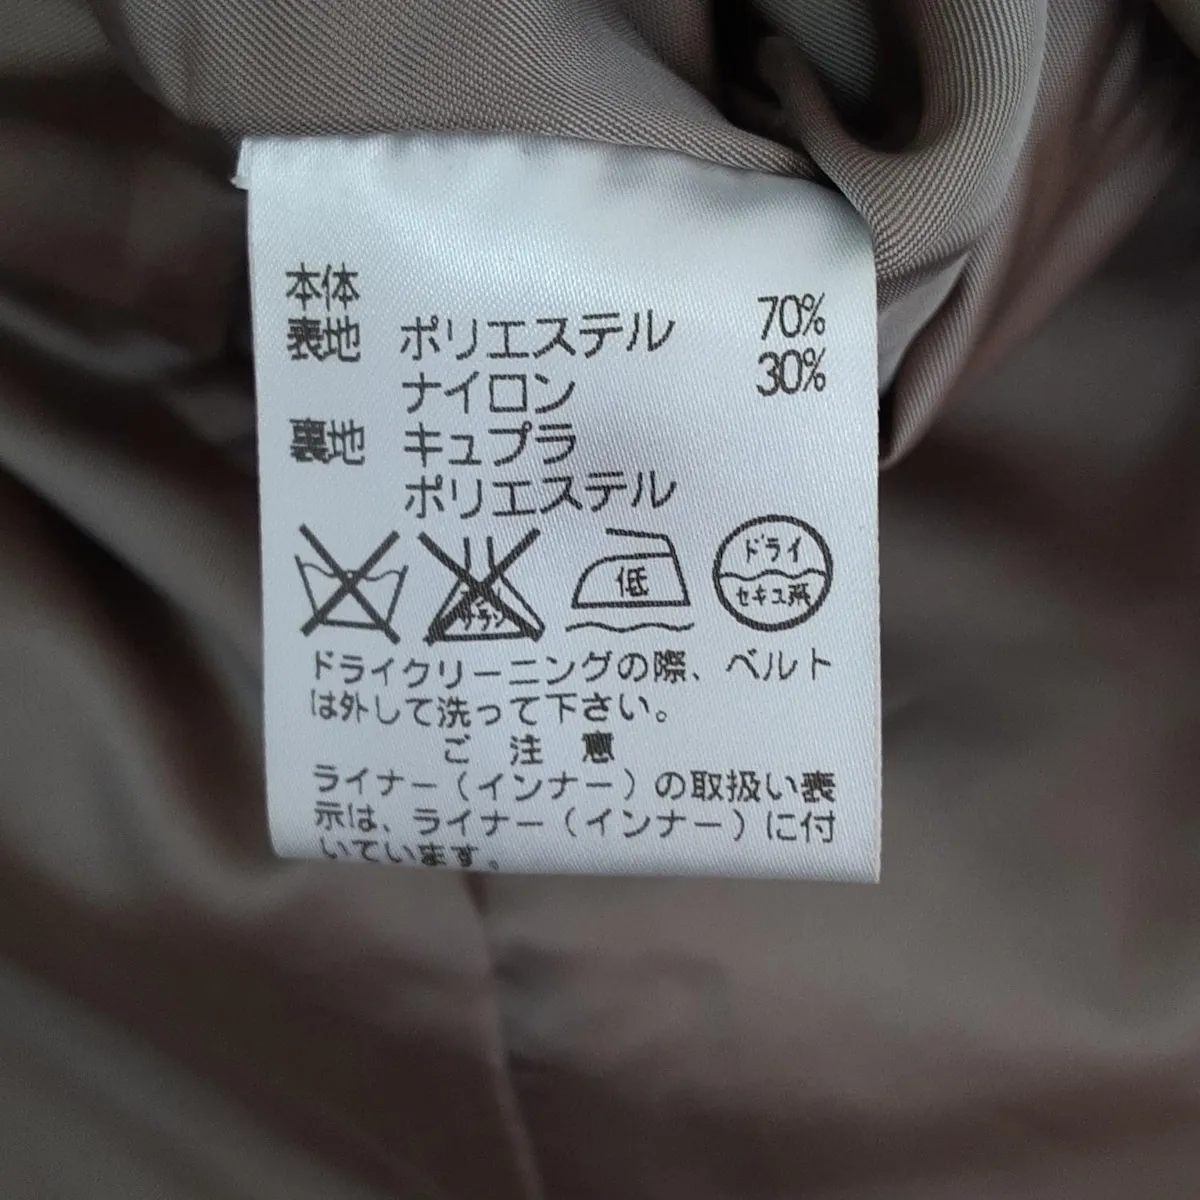 本体
表地 ポリエステル 70%
ナイロン 30%
裏地 キュプラ
ポリエステル
低
ドライ
セキユ系
ドライクリーニングの際、ベルト
は外して洗って下さい。
ご注意
ライナー（インナー）の取扱い表
示は、ライナー（インナー）に付
いています。